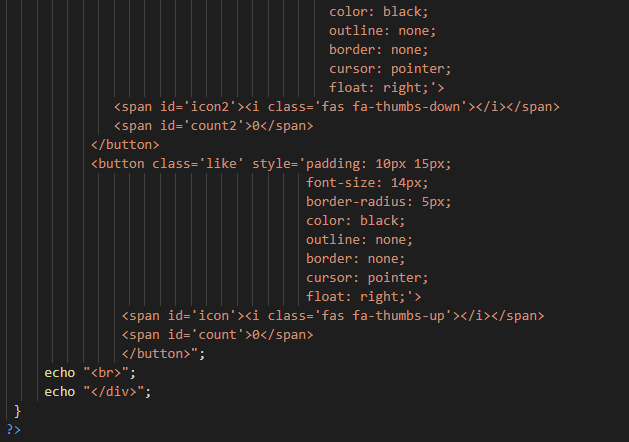 color: black;
outline: none;
border: none;
cursor: pointer;
float: right;'>
<span id='icon2'><i class='fas fa-thumbs-down'></i></span>
<span id='count2'>0</span>
</button>
<button class='like' style='padding: 10px 15px;
font-size: 14px;
border-radius: 5px;
color: black;
outline: none;
border: none;
cursor: pointer;
float: right;'>
<span id='icon'><i class='fas fa-thumbs-up'></i></span>
<span id='count'>0</span>
</button>";
echo "<br>";
echo "</div>";
}
?>